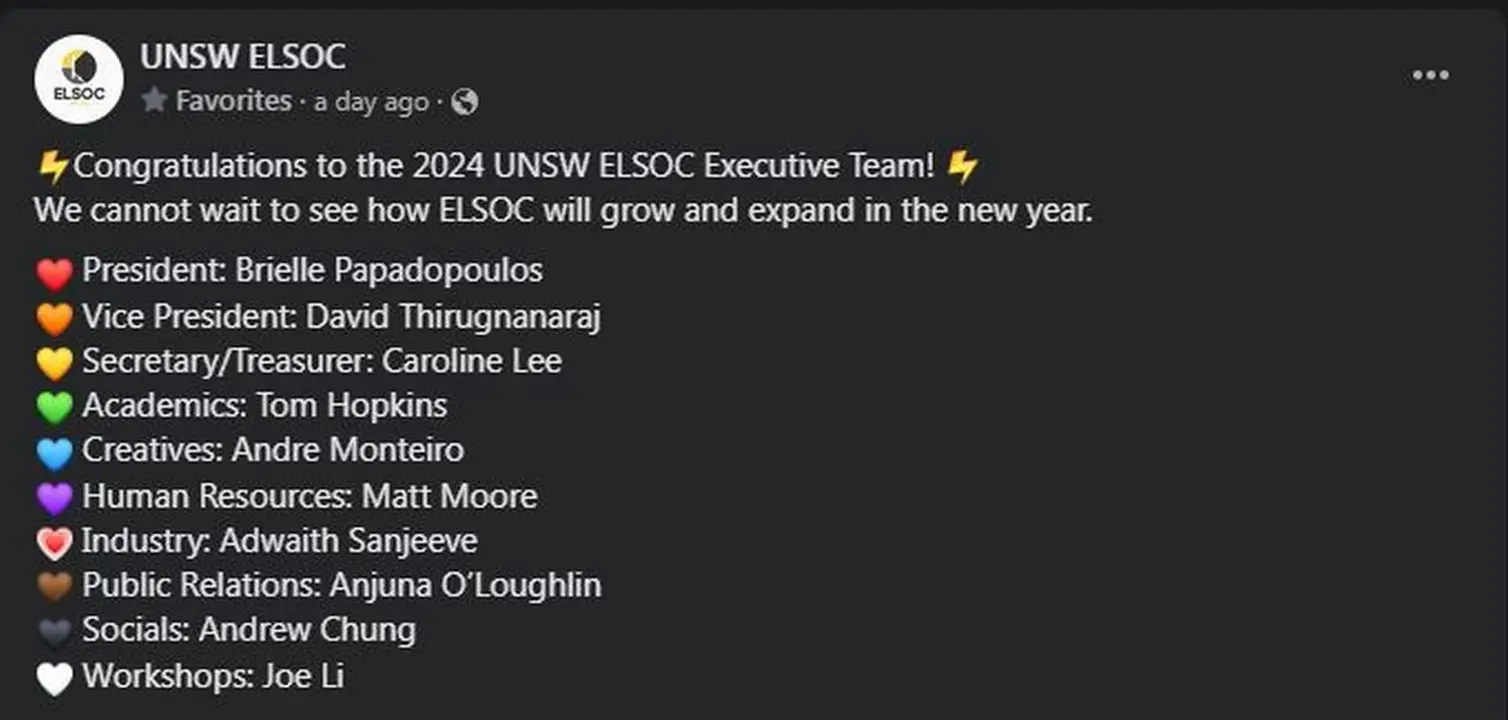 UNSW ELSOC
ELSOC
Favorites · a day ago ·
⚡Congratulations to the 2024 UNSW ELSOC Executive Team! ⚡
We cannot wait to see how ELSOC will grow and expand in the new year.
❤️ President: Brielle Papadopoulos
🧡 Vice President: David Thirugnanaraj
💛 Secretary/Treasurer: Caroline Lee
💚 Academics: Tom Hopkins
💙 Creatives: Andre Monteiro
💜 Human Resources: Matt Moore
💗 Industry: Adwaith Sanjeeve
🤎 Public Relations: Anjuna O’Loughlin
🖤 Socials: Andrew Chung
🤍 Workshops: Joe Li